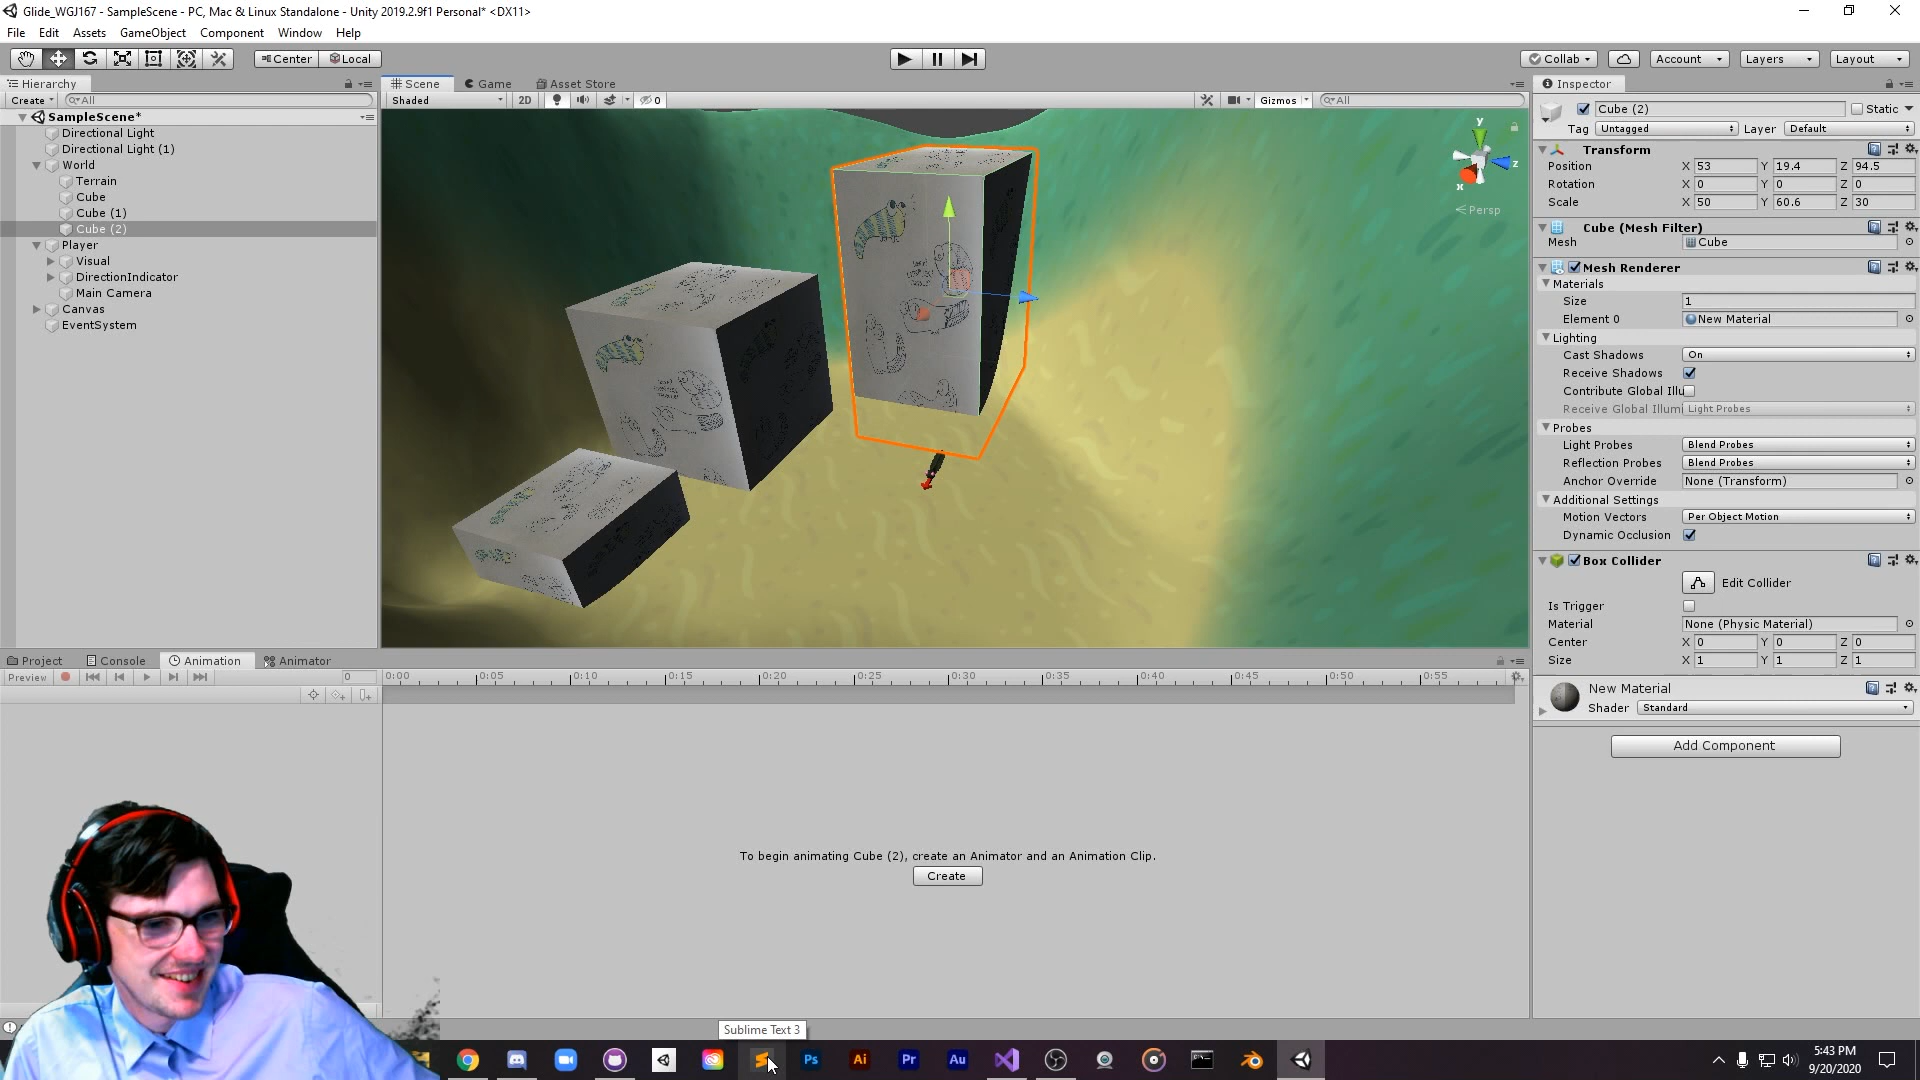 Glide_WGJ167 - SampleScene - PC, Mac & Linux Standalone - Unity 2019.2.9f1 Personal* <DX11>
File Edit Assets GameObject Component Window Help
Center Local
Collab Account Layers Layout
Hierarchy
Create All
SampleScene*
Directional Light
Directional Light (1)
World
Terrain
Cube
Cube (1)
Cube (2)
Player
Visual
DirectionIndicator
Main Camera
Canvas
EventSystem
Scene Game Asset Store
Shaded 2D 0 Gizmos All
y
z
x
Persp
Inspector
Cube (2) Static
Tag Untagged Layer Default
Transform
Position X 53 Y 19.4 Z 94.5
Rotation X 0 Y 0 Z 0
Scale X 50 Y 60.6 Z 30
Cube (Mesh Filter)
Mesh Cube
Mesh Renderer
Materials
Size 1
Element 0 New Material
Lighting
Cast Shadows On
Receive Shadows
Contribute Global Illu
Receive Global Illumi Light Probes
Probes
Light Probes Blend Probes
Reflection Probes Blend Probes
Anchor Override None (Transform)
Additional Settings
Motion Vectors Per Object Motion
Dynamic Occlusion
Box Collider
Edit Collider
Is Trigger
Material None (Physic Material)
Center X 0 Y 0 Z 0
Size X 1 Y 1 Z 1
New Material
Shader Standard
Add Component
Project Console Animation Animator
Preview 0 0:00 0:05 0:10 0:15 0:20 0:25 0:30 0:35 0:40 0:45 0:50 0:55
To begin animating Cube (2), create an Animator and an Animation Clip.
Create
Sublime Text 3
Ps Ai Pr Au
5:43 PM
9/20/2020